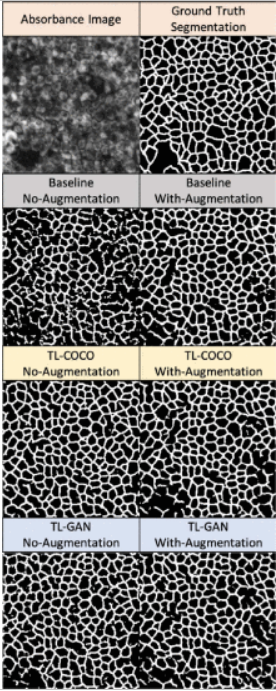 Absorbance Image
Ground Truth
Segmentation
Baseline
No-Augmentation
Baseline
With-Augmentation
TL-COCO
No-Augmentation
TL-COCO
With-Augmentation
TL-GAN
No-Augmentation
TL-GAN
With-Augmentation